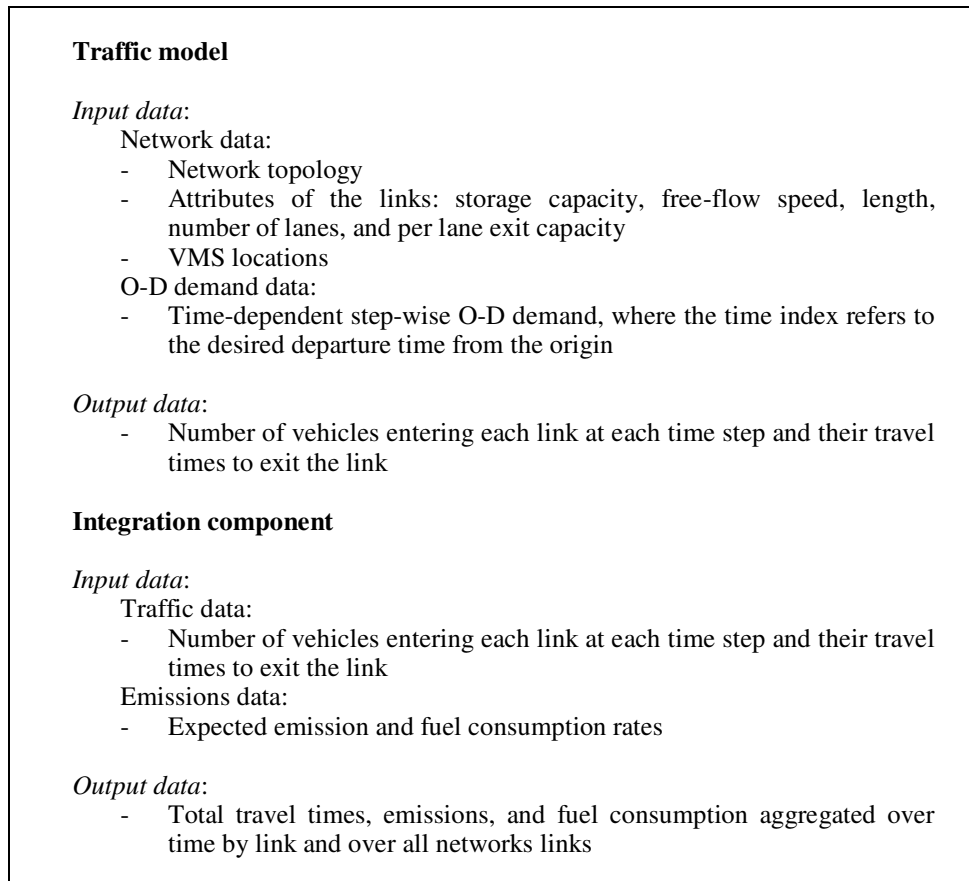 Traffic model
Input data:
Network data:
- Network topology
- Attributes of the links: storage capacity, free-flow speed, length,
number of lanes, and per lane exit capacity
- VMS locations
O-D demand data:
- Time-dependent step-wise O-D demand, where the time index refers to
the desired departure time from the origin
Output data:
- Number of vehicles entering each link at each time step and their travel
times to exit the link
Integration component
Input data:
Traffic data:
- Number of vehicles entering each link at each time step and their travel
times to exit the link
Emissions data:
- Expected emission and fuel consumption rates
Output data:
- Total travel times, emissions, and fuel consumption aggregated over
time by link and over all networks links